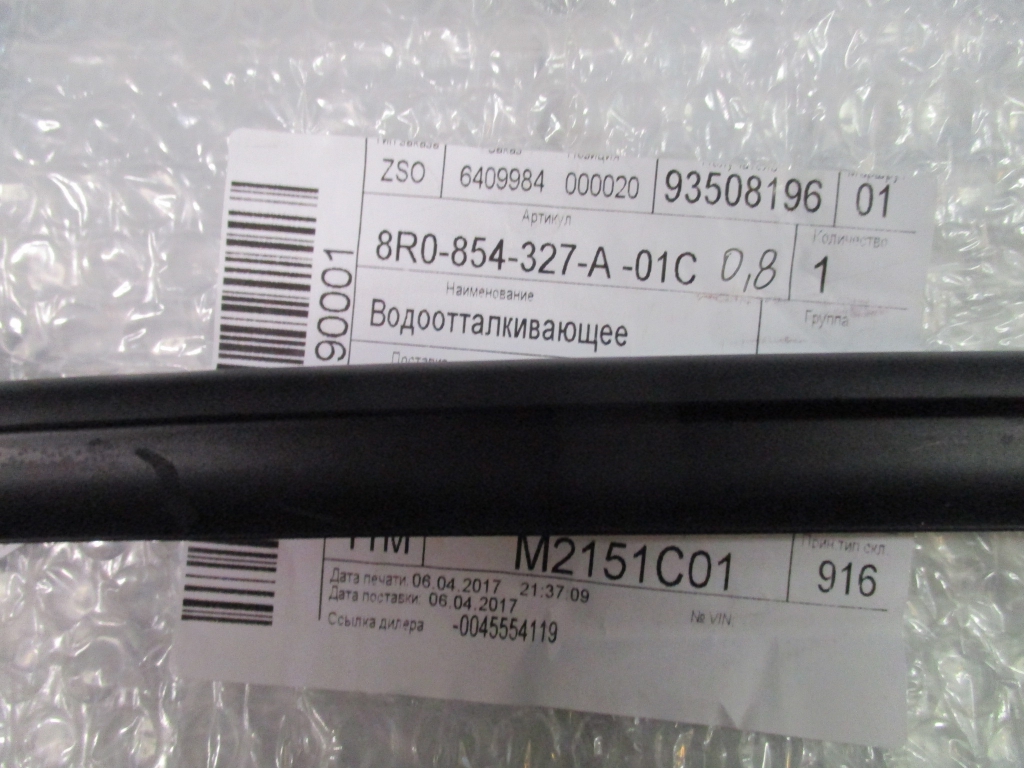 Заказ Позиция
ZSO 6409984 000020 93508196 01
Артикул Количество
8R0-854-327-A -01C 0,8 1
Наименование Группа
Водоотталкивающее
90001
M2151C01 916
Дата печати: 06.04.2017 21:37:09
Дата поставки: 06.04.2017
Ссылка дилера -0045554119 № VIN